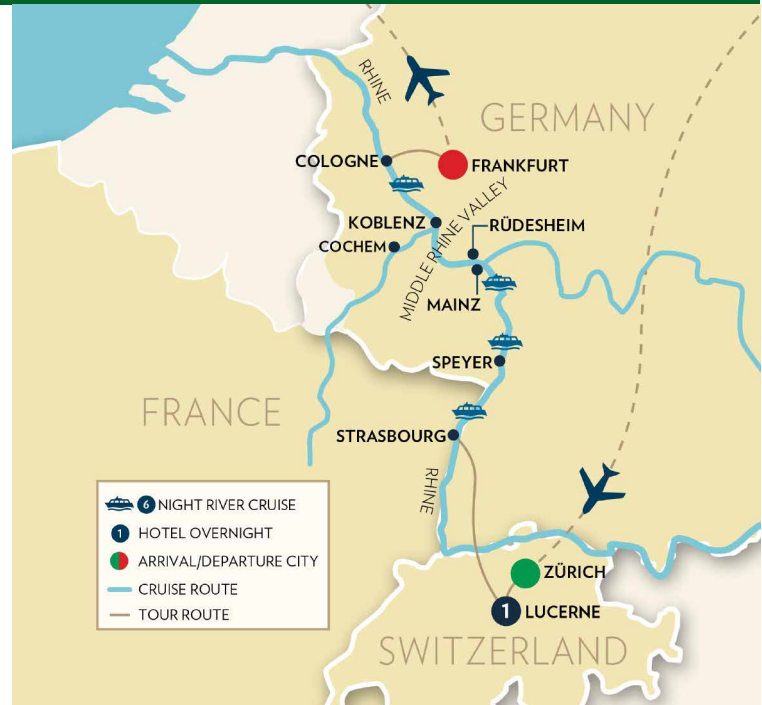 RHINE
GERMANY
COLOGNE
FRANKFURT
KOBLENZ
RÜDESHEIM
COCHEM
MIDDLE RHINE VALLEY
MAINZ
SPEYER
FRANCE
STRASBOURG
RHINE
6 NIGHT RIVER CRUISE
1 HOTEL OVERNIGHT
ARRIVAL/DEPARTURE CITY
CRUISE ROUTE
TOUR ROUTE
ZÜRICH
1 LUCERNE
SWITZERLAND